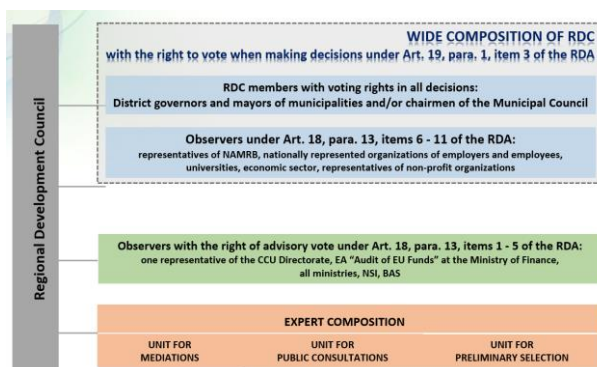 Regional Development Council
WIDE COMPOSITION OF RDC
with the right to vote when making decisions under Art. 19, para. 1, item 3 of the RDA
RDC members with voting rights in all decisions:
District governors and mayors of municipalities and/or chairmen of the Municipal Council
Observers under Art. 18, para. 13, items 6 - 11 of the RDA:
representatives of NAMRB, nationally represented organizations of employers and employees,
universities, economic sector, representatives of non-profit organizations
Observers with the right of advisory vote under Art. 18, para. 13, items 1 - 5 of the RDA:
one representative of the CCU Directorate, EA "Audit of EU Funds" at the Ministry of Finance,
all ministries, NSI, BAS
EXPERT COMPOSITION
UNIT FOR
MEDIATIONS
UNIT FOR
PUBLIC CONSULTATIONS
UNIT FOR
PRELIMINARY SELECTION